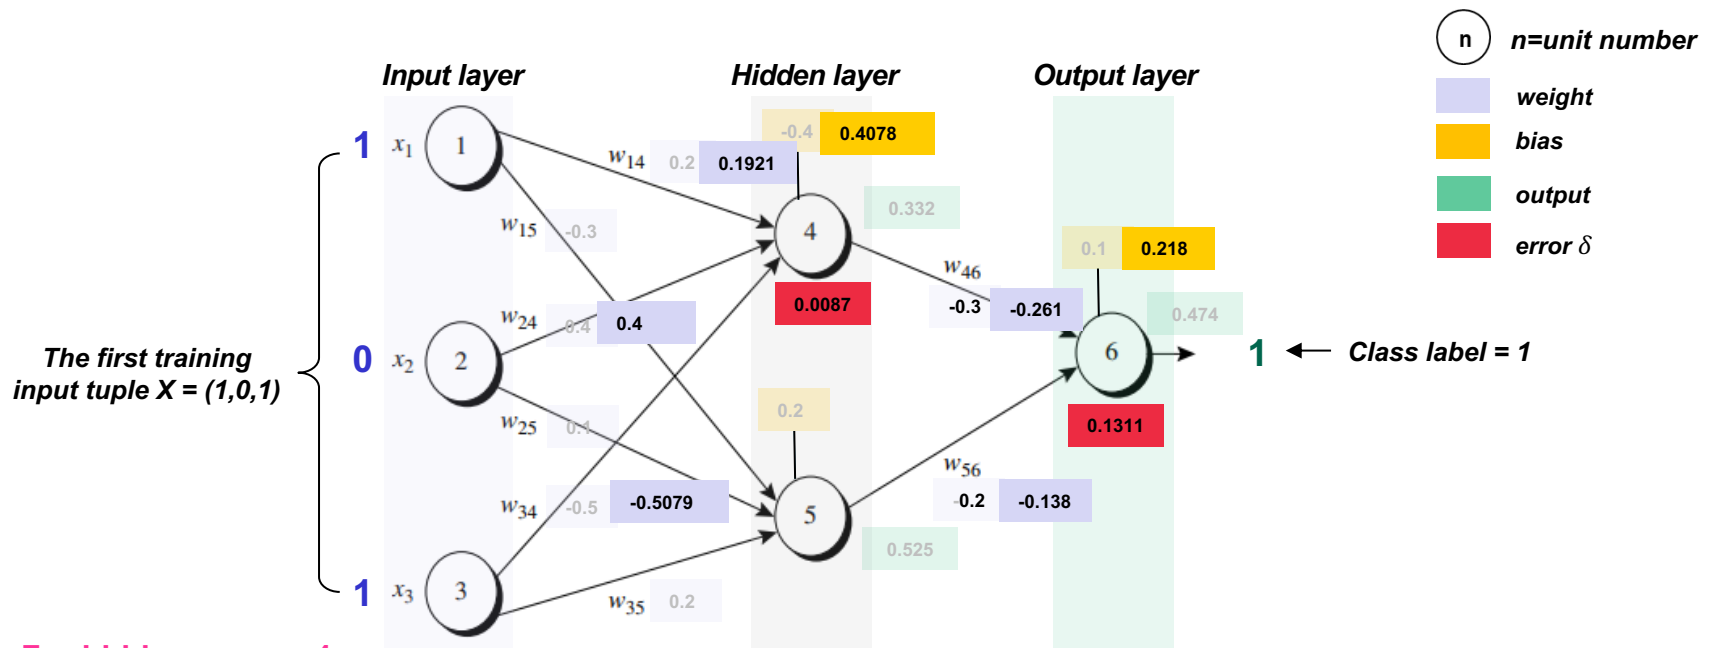 n
n=unit number
weight
bias
output
error δ
Input layer
Hidden layer
Output layer
-0.4
0.4078
1
x1
1
w14
0.2
0.1921
w15
-0.3
4
0.332
0.0087
w46
-0.3
-0.261
0.1
0.218
0.474
The first training
input tuple X = (1,0,1)
0
x2
2
w24
0.4
0.4
w25
0.1
6
1
Class label = 1
0.1311
0.2
w34
-0.5
-0.5079
5
w56
-0.2
-0.138
0.525
1
x3
3
w35
0.2